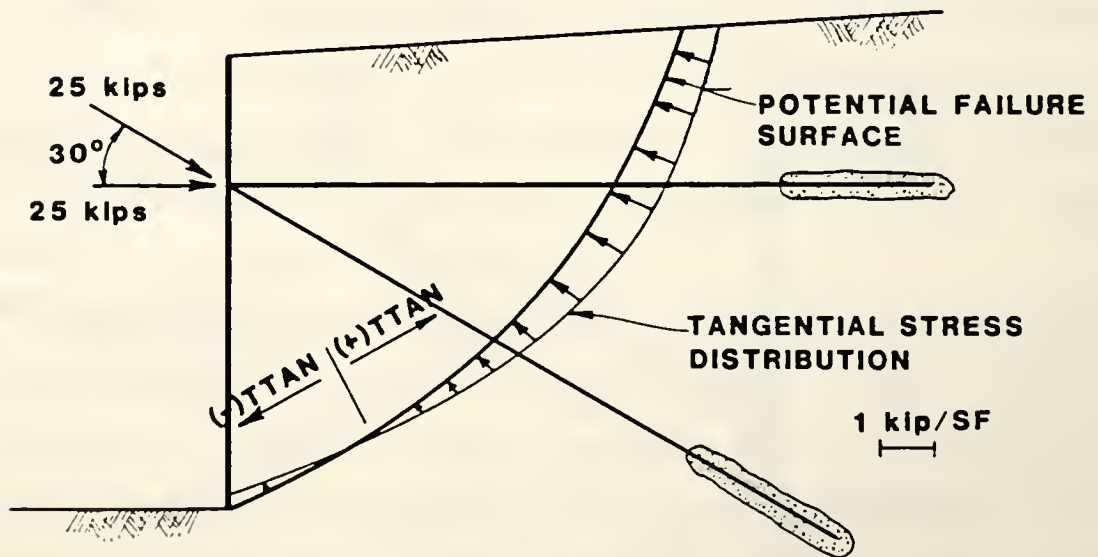 25 kips
30°
25 kips
POTENTIAL FAILURE
SURFACE
(-)TTAN
(+)TTAN
TANGENTIAL STRESS
DISTRIBUTION
1 kip/SF